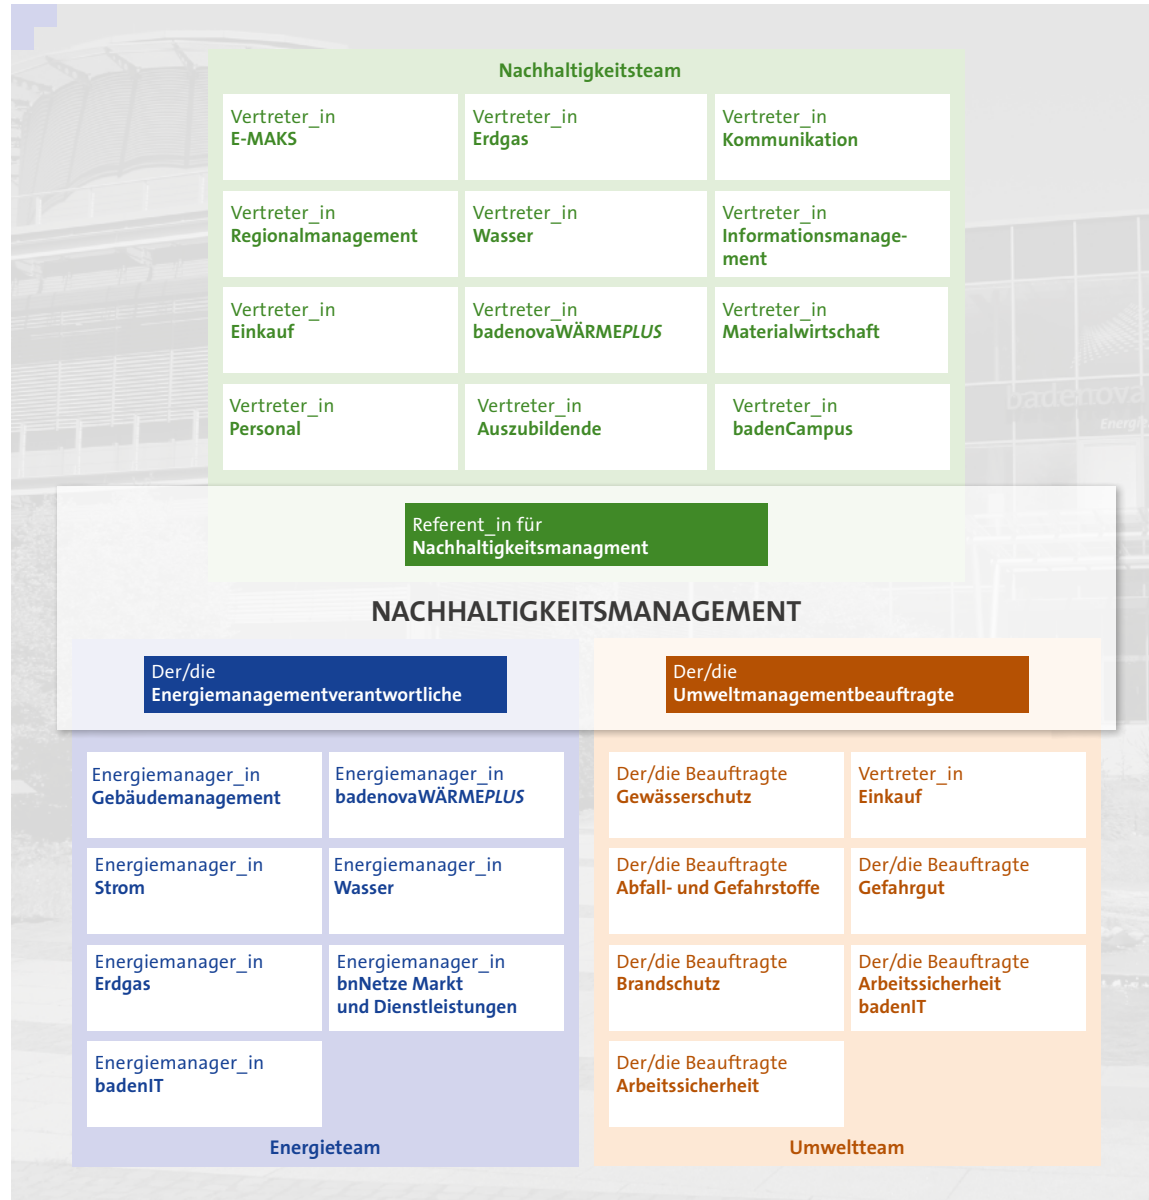 Nachhaltigkeitsteam
Vertreter_in
E-MAKS
Vertreter_in
Erdgas
Vertreter_in
Kommunikation
Vertreter_in
Regionalmanagement
Vertreter_in
Wasser
Vertreter_in
Informationsmanage-
ment
Vertreter_in
Einkauf
Vertreter_in
badenovaWÄRMEPLUS
Vertreter_in
Materialwirtschaft
Vertreter_in
Personal
Vertreter_in
Auszubildende
Vertreter_in
badenCampus
badenova
Energie
Referent_in für
Nachhaltigkeitsmanagment
NACHHALTIGKEITSMANAGEMENT
Der/die
Energiemanagementverantwortliche
Der/die
Umweltmanagementbeauftragte
Energiemanager_in
Gebäudemanagement
Energiemanager_in
badenovaWÄRMEPLUS
Energiemanager_in
Strom
Energiemanager_in
Wasser
Energiemanager_in
Erdgas
Energiemanager_in
bnNetze Markt
und Dienstleistungen
Energiemanager_in
badenIT
Energieteam
Der/die Beauftragte
Gewässerschutz
Vertreter_in
Einkauf
Der/die Beauftragte
Abfall- und Gefahrstoffe
Der/die Beauftragte
Gefahrgut
Der/die Beauftragte
Brandschutz
Der/die Beauftragte
Arbeitssicherheit
badenIT
Der/die Beauftragte
Arbeitssicherheit
Umweltteam